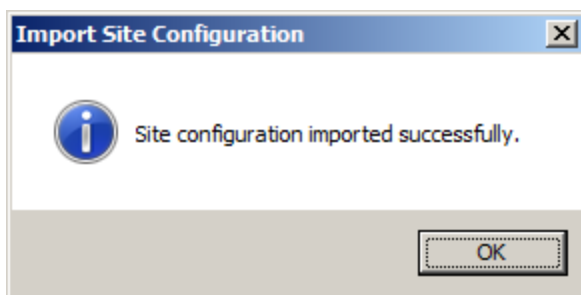 Import Site Configuration
Site configuration imported successfully.
OK